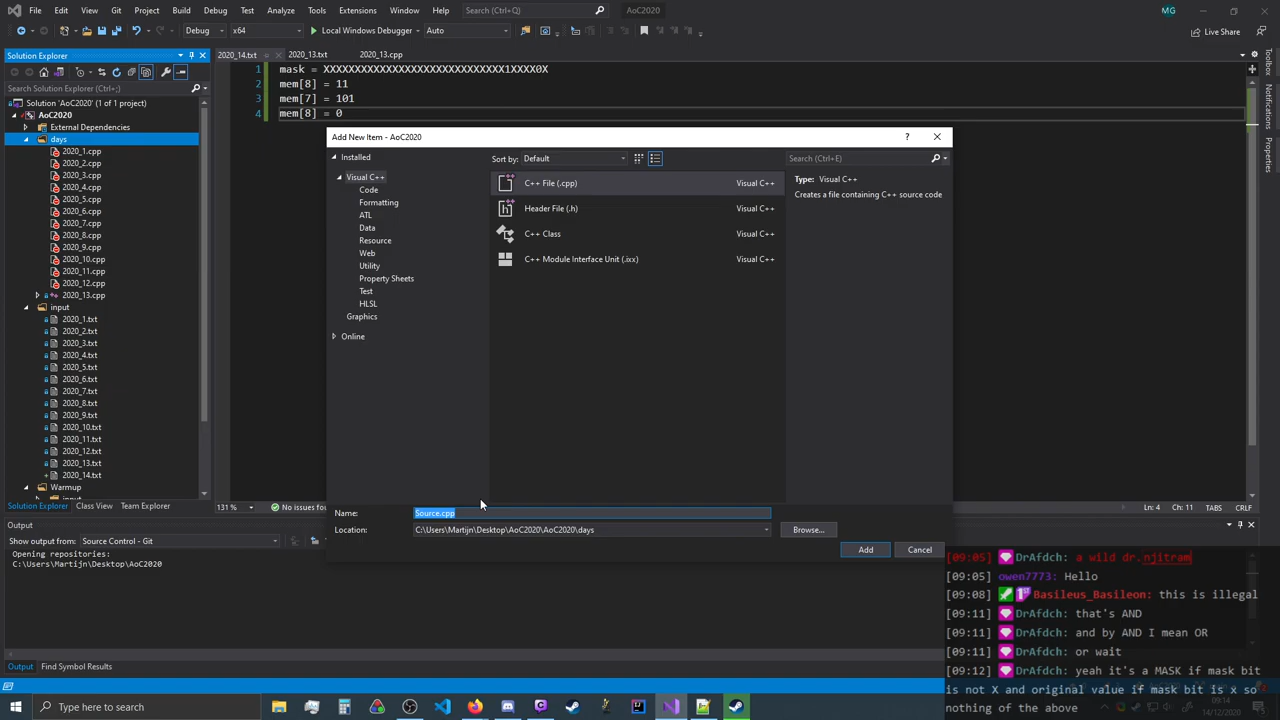 File Edit View Git Project Build Debug Test Analyze Tools Extensions Window Help Search (Ctrl+Q) AoC2020 MG
Debug x64 Local Windows Debugger Auto Live Share
Solution Explorer 2020_14.txt 2020_13.txt 2020_13.cpp
Search Solution Explorer (Ctrl+;)
Solution 'AoC2020' (1 of 1 project)
AoC2020
External Dependencies
days
2020_1.cpp
2020_2.cpp
2020_3.cpp
2020_4.cpp
2020_5.cpp
2020_6.cpp
2020_7.cpp
2020_8.cpp
2020_9.cpp
2020_10.cpp
2020_11.cpp
2020_12.cpp
2020_13.cpp
input
2020_1.txt
2020_2.txt
2020_3.txt
2020_4.txt
2020_5.txt
2020_6.txt
2020_7.txt
2020_8.txt
2020_9.txt
2020_10.txt
2020_11.txt
2020_12.txt
2020_13.txt
2020_14.txt
Warmup
input
Solution Explorer Class View Team Explorer
1 mask = XXXXXXXXXXXXXXXXXXXXXXXXXXXXX1XXXX0X
2 mem[8] = 11
3 mem[7] = 101
4 mem[8] = 0
Toolbox
Notifications
Properties
Add New Item - AoC2020
Installed
Visual C++
Code
Formatting
ATL
Data
Resource
Web
Utility
Property Sheets
Test
HLSL
Graphics
Online
Sort by: Default
C++ File (.cpp) Visual C++
Header File (.h) Visual C++
C++ Class Visual C++
C++ Module Interface Unit (.ixx) Visual C++
Search (Ctrl+E)
Type: Visual C++
Creates a file containing C++ source code
Name: Source.cpp
Location: C:\Users\Martijn\Desktop\AoC2020\AoC2020\days Browse...
Add Cancel
131 % No issues found Ln: 4 Ch: 11 TABS CRLF
Output
Show output from: Source Control - Git
Opening repositories:
C:\Users\Martijn\Desktop\AoC2020
Output Find Symbol Results
[09:05] DrAfdch: a wild dr.njitram
[09:05] owen7773: Hello
[09:08] Basileus_Basileon: this is illegal
[09:11] DrAfdch: that's AND
[09:11] DrAfdch: and by AND I mean OR
[09:11] DrAfdch: or wait
[09:12] DrAfdch: yeah it's a MASK if mask bit
is not X and original value if mask bit is x so
nothing of the above
Type here to search
09:14
14/12/2020